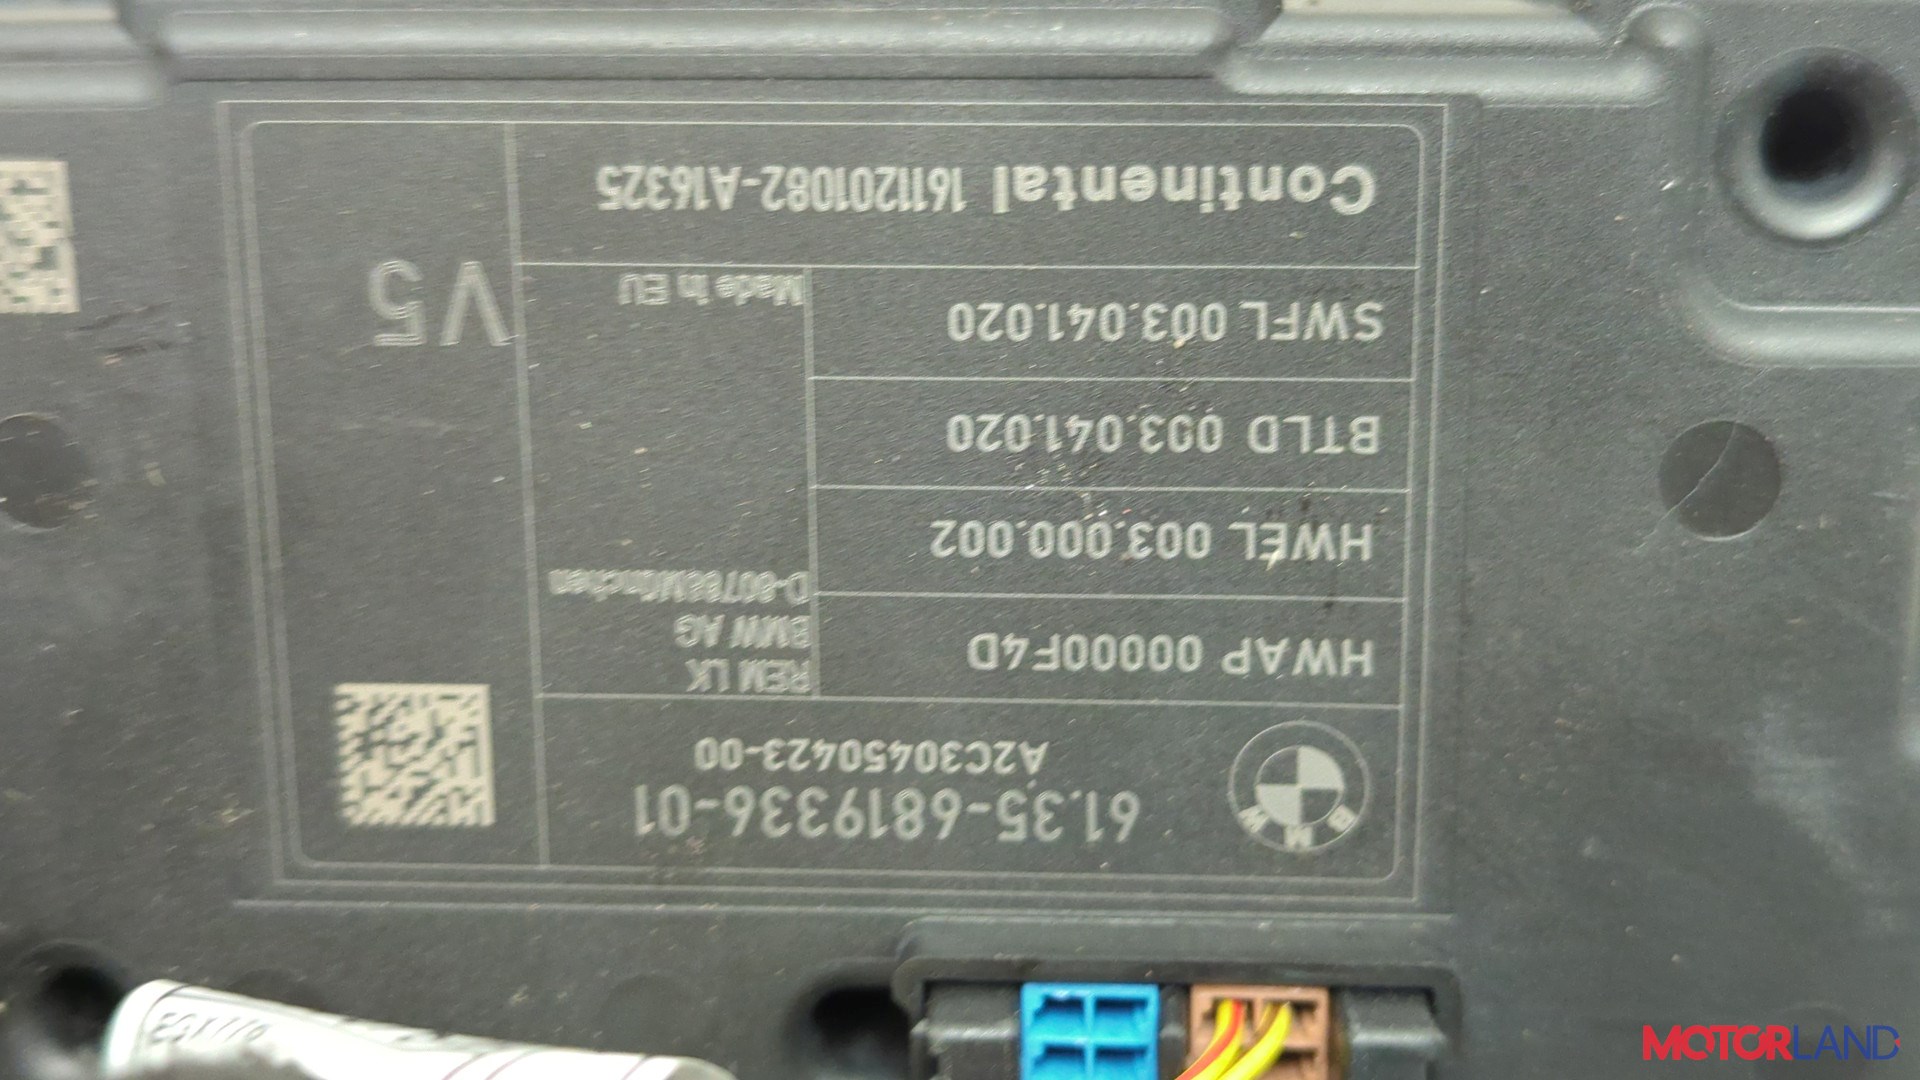 61.35-6819336-01
A2C30450423-00
BMW
HWAP 00000F4D
HWEL 003.000.002
BTLD 003.041.020
SWFL 003.041.020
REM LK
BMW AG
D-80788München
Made in EU
V5
Continental 1611201082-A16325
MOTORLAND